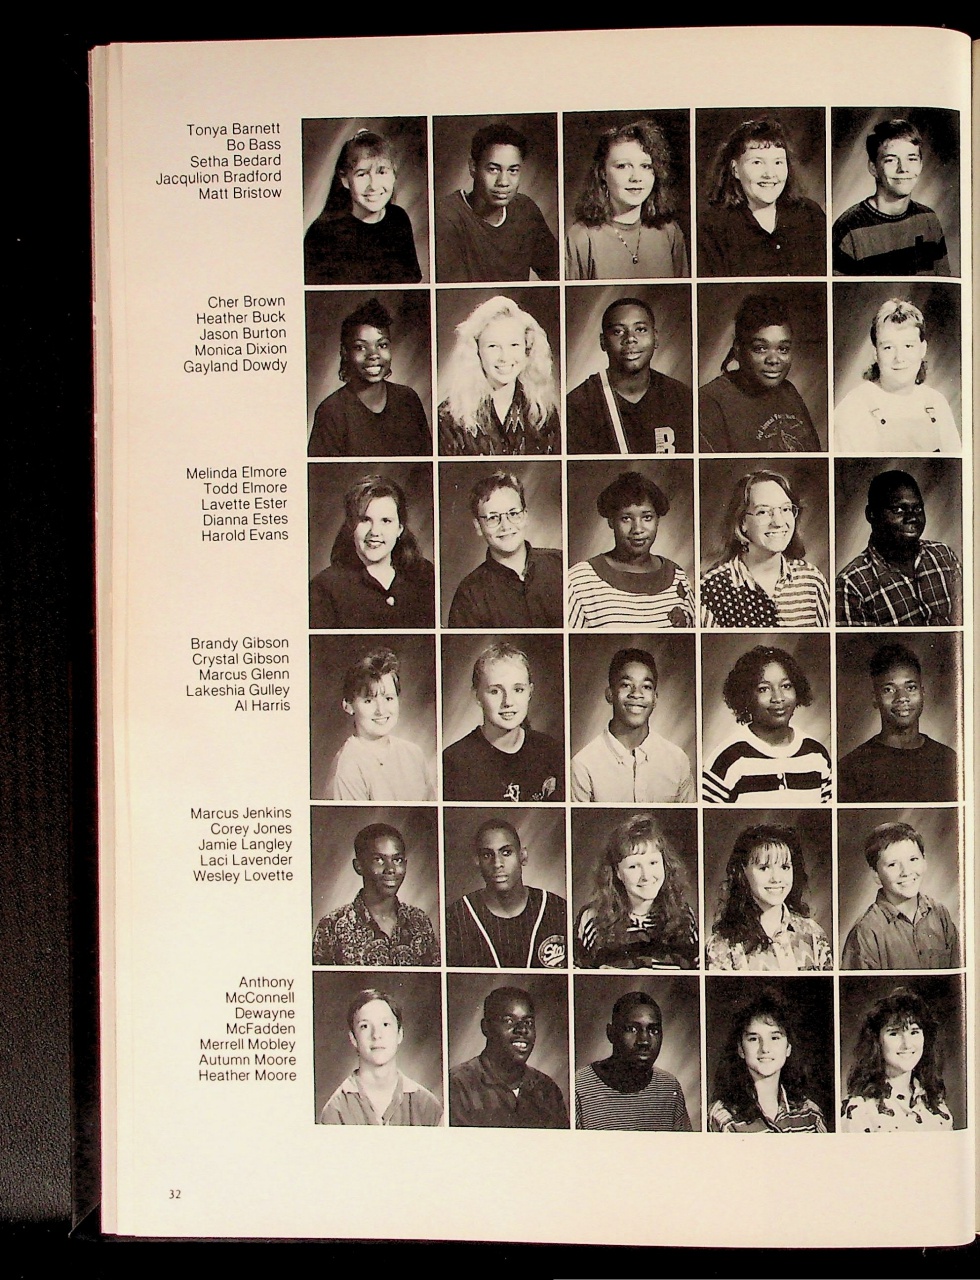 Tonya Barnett
Bo Bass
Setha Bedard
Jacqulion Bradford
Matt Bristow
Cher Brown
Heather Buck
Jason Burton
Monica Dixion
Gayland Dowdy
B
Melinda Elmore
Todd Elmore
Lavette Ester
Dianna Estes
Harold Evans
Brandy Gibson
Crystal Gibson
Marcus Glenn
Lakeshia Gulley
Al Harris
Marcus Jenkins
Corey Jones
Jamie Langley
Laci Lavender
Wesley Lovette
Anthony
McConnell
Dewayne
McFadden
Merrell Mobley
Autumn Moore
Heather Moore
32